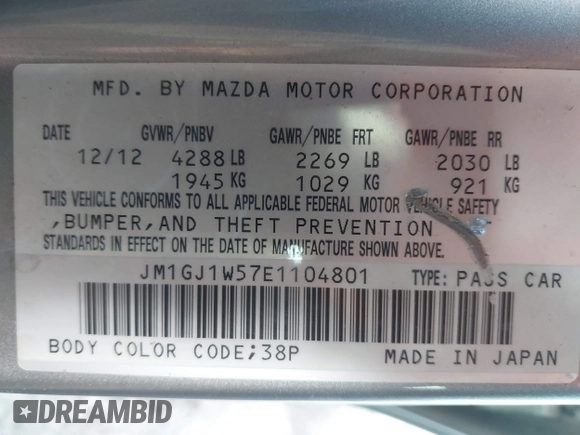 MFD. BY MAZDA MOTOR CORPORATION
DATE GVWR/PNBV GAWR/PNBE FRT GAWR/PNBE RR
12/12 4288 LB 2269 LB 2030 LB
1945 KG 1029 KG 921 KG
THIS VEHICLE CONFORMS TO ALL APPLICABLE FEDERAL MOTOR VEHICLE SAFETY
,BUMPER,AND THEFT PREVENTION
STANDARDS IN EFFECT ON THE DATE OF MANUFACTURE SHOWN ABOVE.
JM1GJ1W57E1104801 TYPE: PASS CAR
BODY COLOR CODE;38P MADE IN JAPAN
DREAMBID